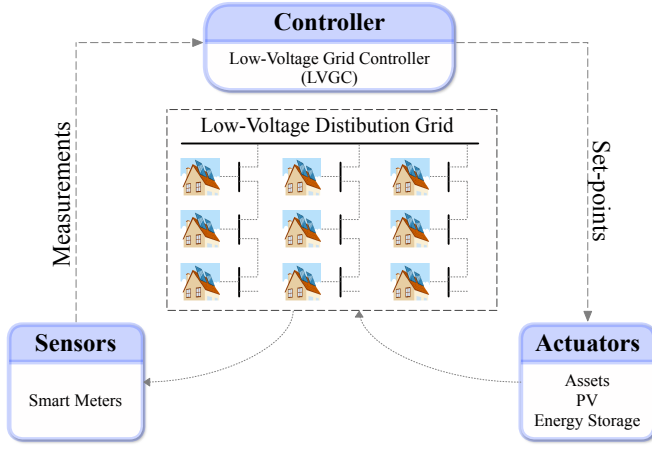 Controller
Low-Voltage Grid Controller
(LVGC)
Measurements
Set-points
Low-Voltage Distibution Grid
Sensors
Smart Meters
Actuators
Assets
PV
Energy Storage